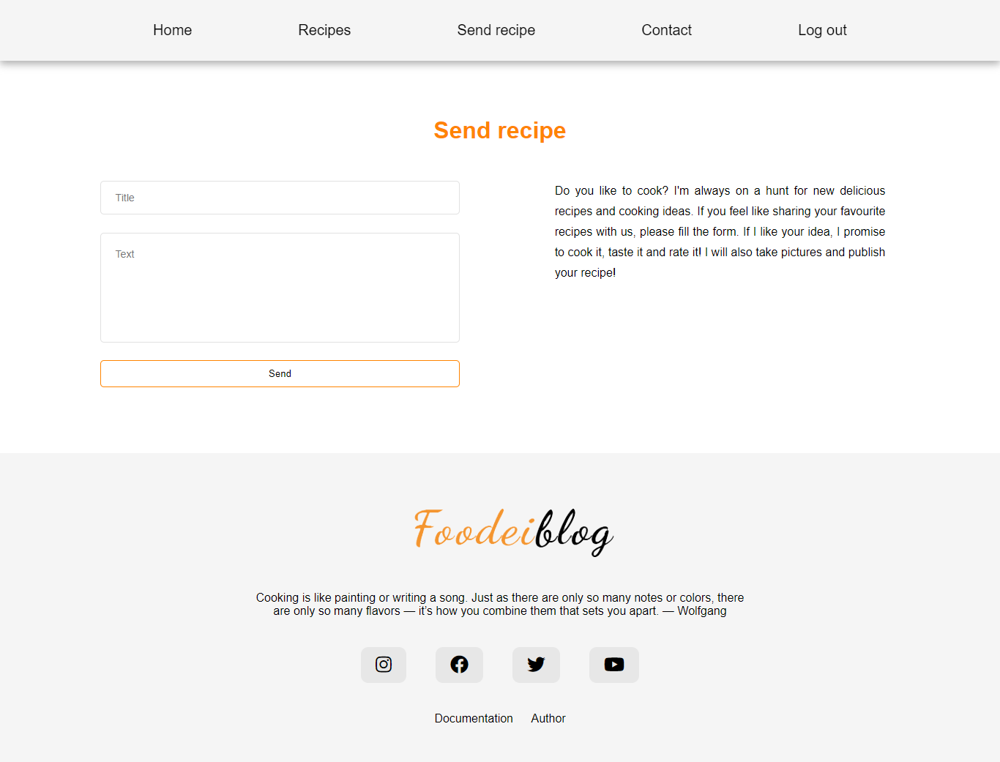 Home Recipes Send recipe Contact Log out
Send recipe
Title
Text
Send
Do you like to cook? I'm always on a hunt for new delicious
recipes and cooking ideas. If you feel like sharing your favourite
recipes with us, please fill the form. If I like your idea, I promise
to cook it, taste it and rate it! I will also take pictures and publish
your recipe!
Foodeiblog
Cooking is like painting or writing a song. Just as there are only so many notes or colors, there
are only so many flavors — it’s how you combine them that sets you apart. — Wolfgang
Documentation Author